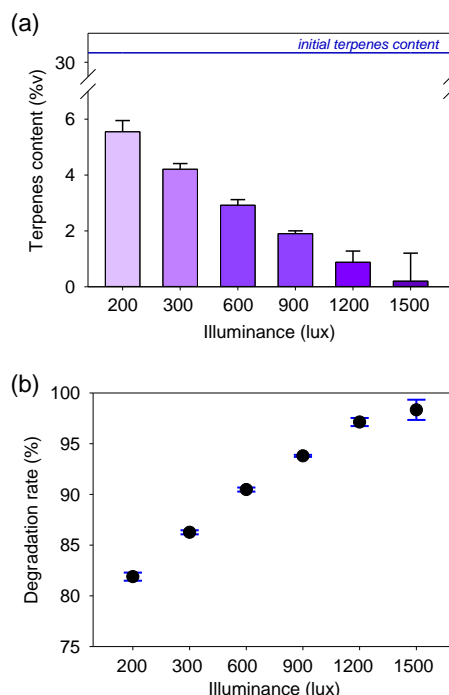 (a)
initial terpenes content
30
6
4
2
0
Terpenes content (%v)
200 300 600 900 1200 1500
Illuminance (lux)
(b)
100
95
90
85
80
75
Degradation rate (%)
200 300 600 900 1200 1500
Illuminance (lux)